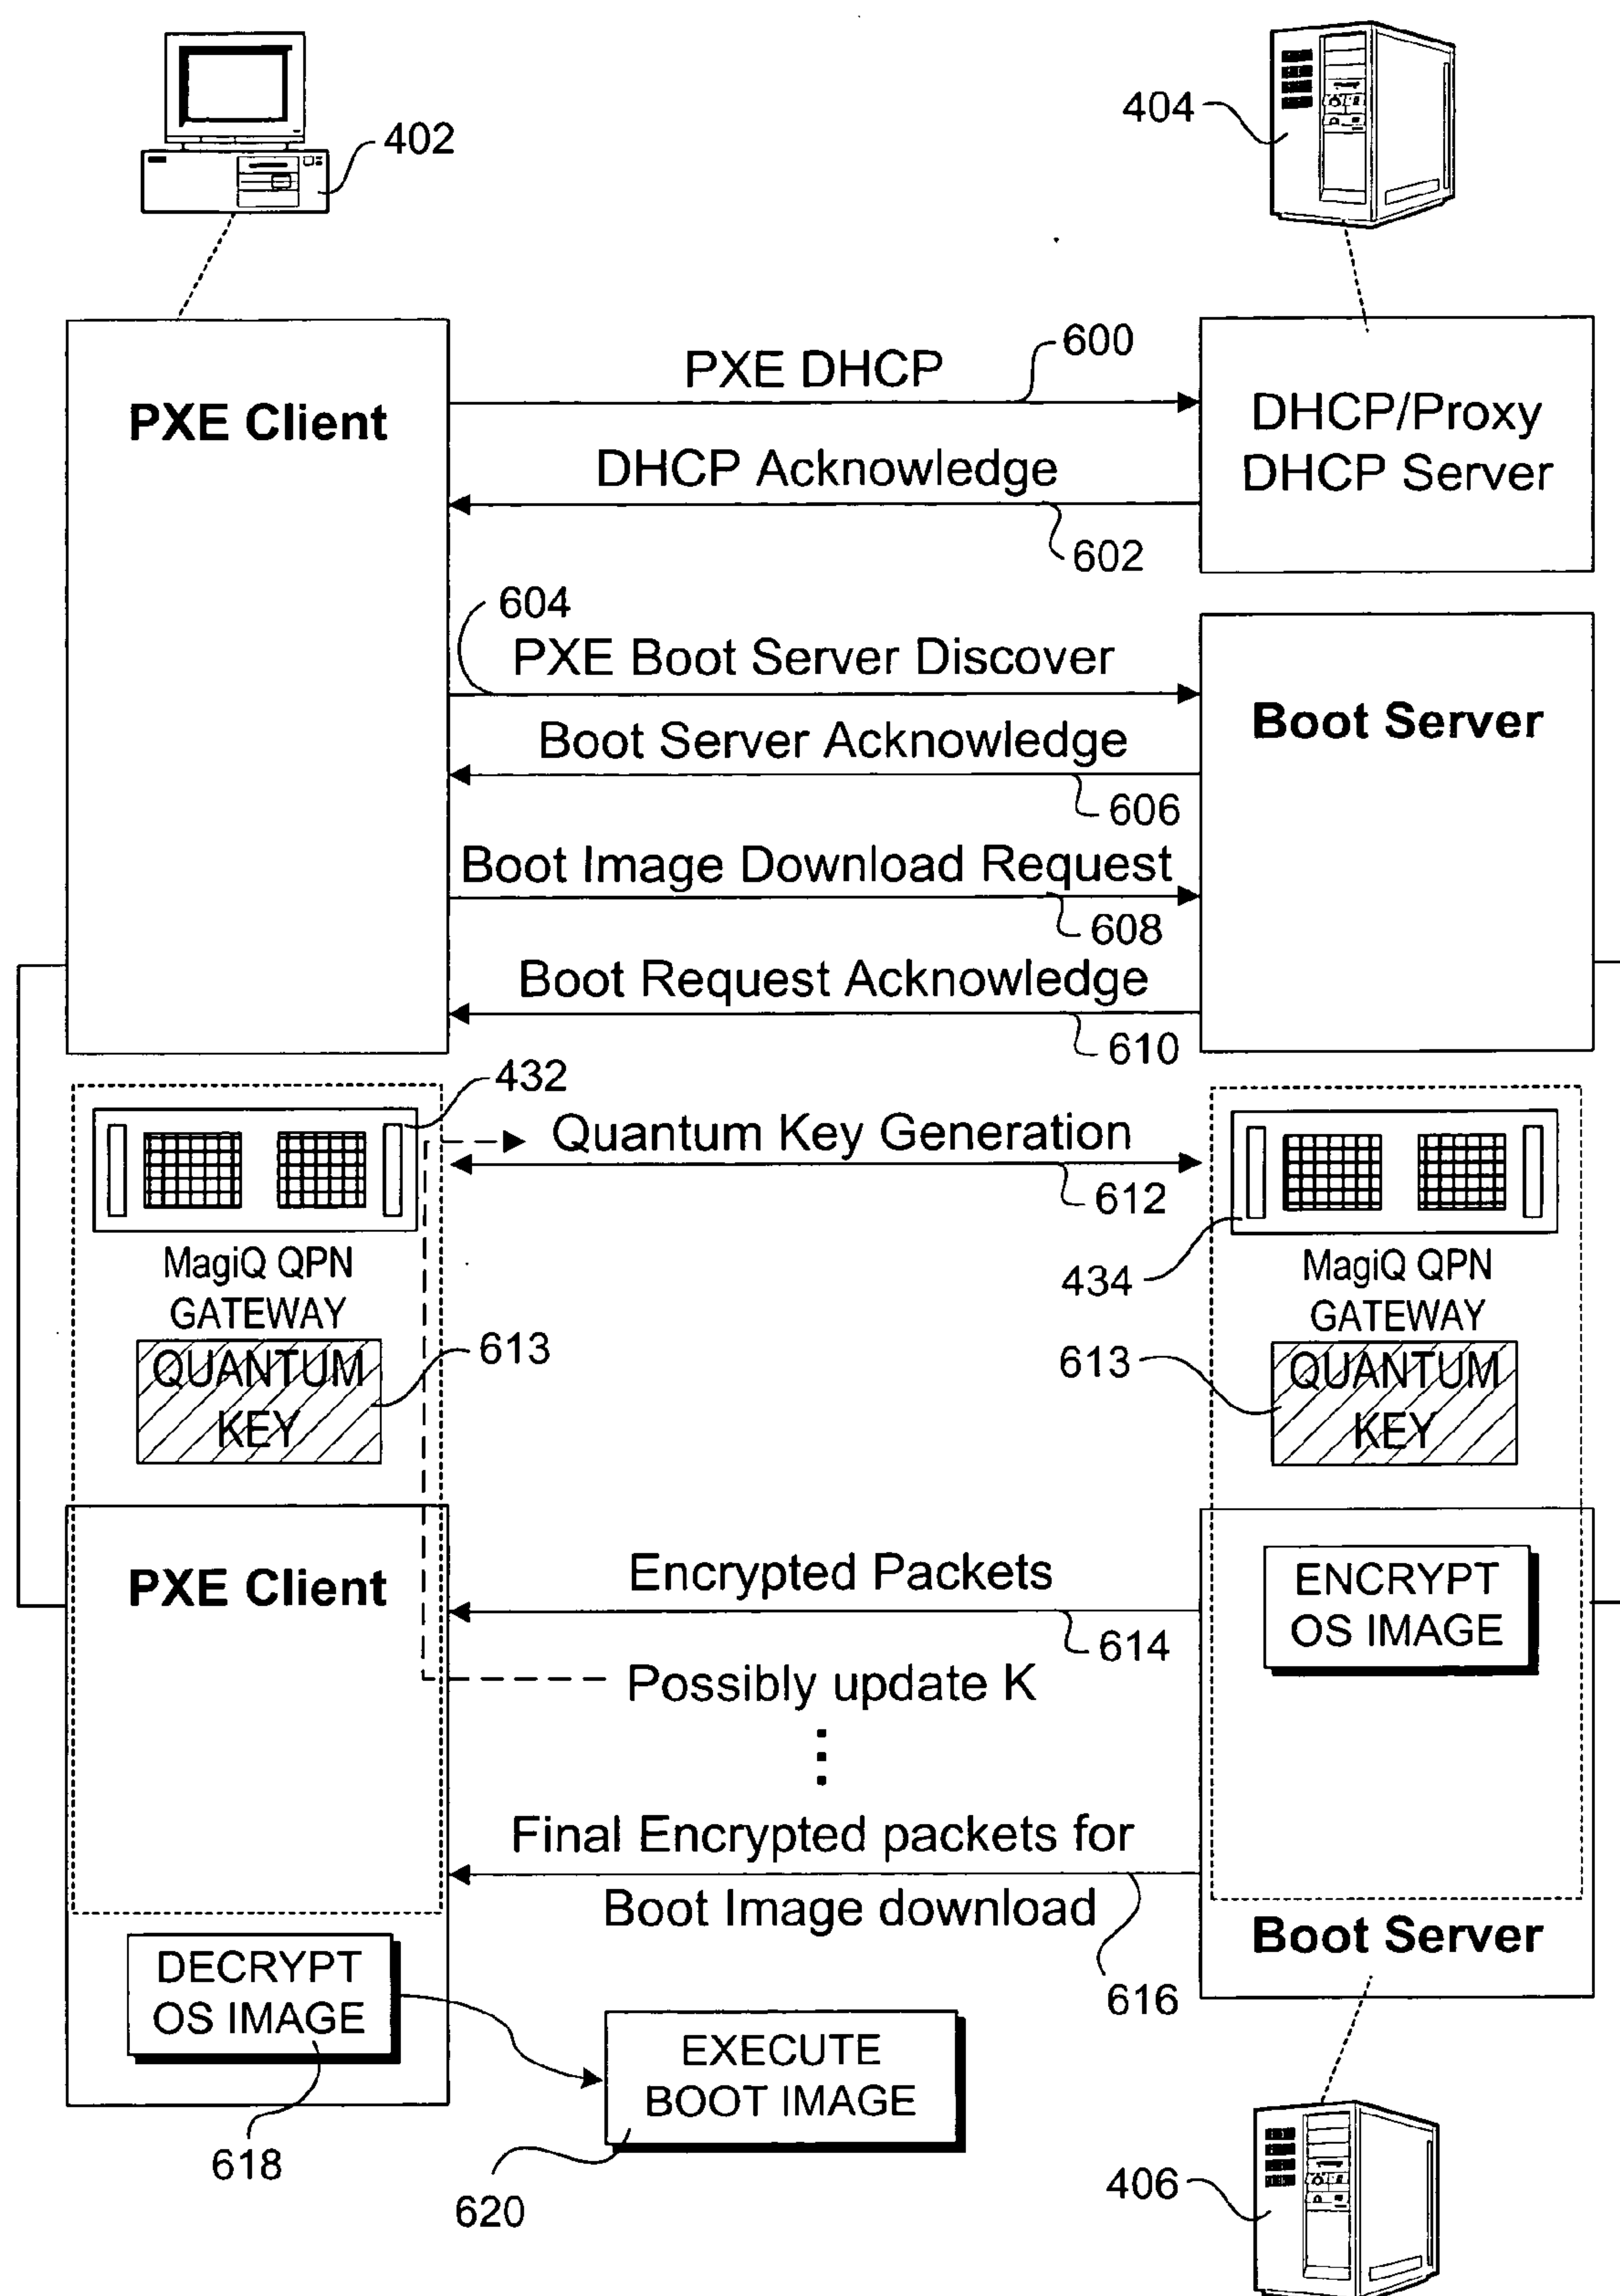 402
404
PXE Client
PXE DHCP
600
DHCP Acknowledge
602
DHCP/Proxy
DHCP Server
604
PXE Boot Server Discover
Boot Server Acknowledge
606
Boot Image Download Request
608
Boot Request Acknowledge
610
Boot Server
432
Quantum Key Generation
612
MagiQ QPN
GATEWAY
QUANTUM
KEY
613
434
MagiQ QPN
GATEWAY
613
QUANTUM
KEY
PXE Client
Encrypted Packets
614
ENCRYPT
OS IMAGE
Possibly update K
Final Encrypted packets for
Boot Image download
616
Boot Server
DECRYPT
OS IMAGE
618
EXECUTE
BOOT IMAGE
620
406